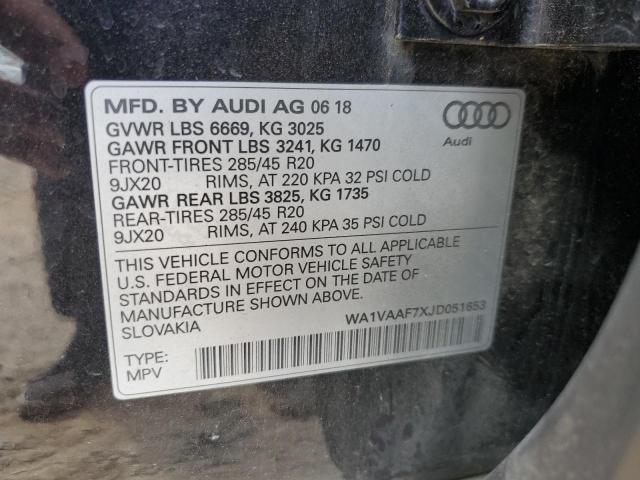 MFD. BY AUDI AG 06 18
GVWR LBS 6669, KG 3025
GAWR FRONT LBS 3241, KG 1470
FRONT-TIRES 285/45 R20
9JX20 RIMS, AT 220 KPA 32 PSI COLD
GAWR REAR LBS 3825, KG 1735
REAR-TIRES 285/45 R20
9JX20 RIMS, AT 240 KPA 35 PSI COLD
Audi
THIS VEHICLE CONFORMS TO ALL APPLICABLE
U.S. FEDERAL MOTOR VEHICLE SAFETY
STANDARDS IN EFFECT ON THE DATE OF
MANUFACTURE SHOWN ABOVE.
SLOVAKIA
WA1VAAF7XJD051653
TYPE:
MPV